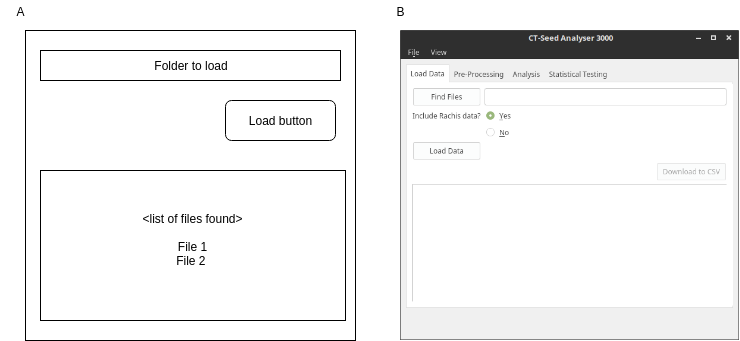 A
Folder to load
Load button
<list of files found>
File 1
File 2
B
CT-Seed Analyser 3000
File View
Load Data Pre-Processing Analysis Statistical Testing
Find Files
Include Rachis data? Yes
No
Load Data
Download to CSV